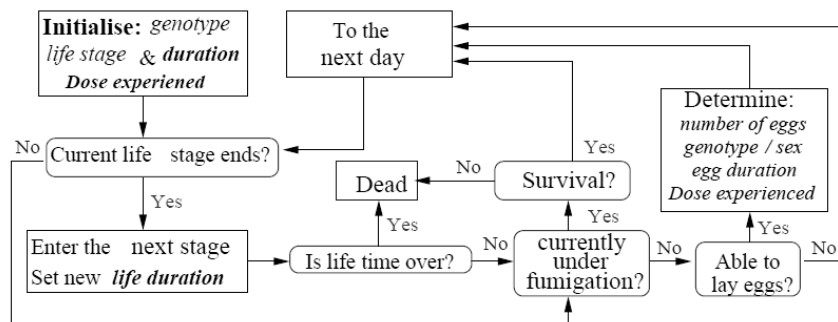 Initialise: genotype
life stage & duration
Dose experiened
To the
next day
Determine:
number of eggs
genotype / sex
egg duration
Dose experienced
No
Current life stage ends?
Yes
No
Dead
Survival?
Yes
Yes
Yes
Yes
Enter the next stage
Set new life duration
Is life time over?
No
currently
under
fumigation?
No
Able to
lay eggs?
No